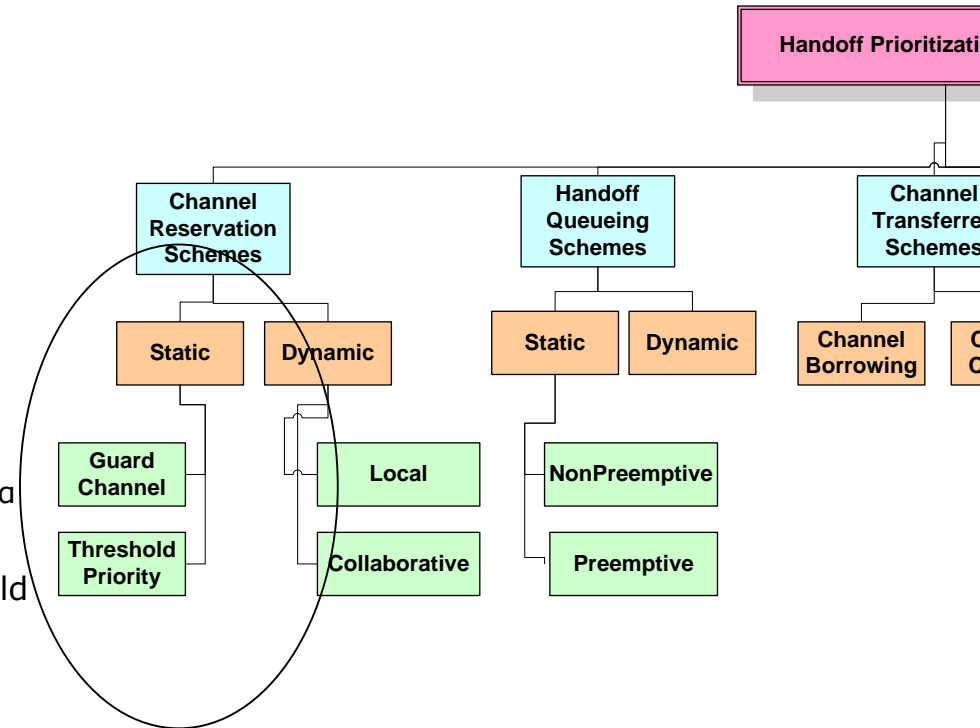 Handoff Prioritizati
Channel
Reservation
Schemes
Handoff
Queueing
Schemes
Channel
Transferre
Schemes
Static
Dynamic
Static
Dynamic
Channel
Borrowing
C
C
Guard
Channel
Local
NonPreemptive
a
Threshold
Priority
Collaborative
Preemptive
ld